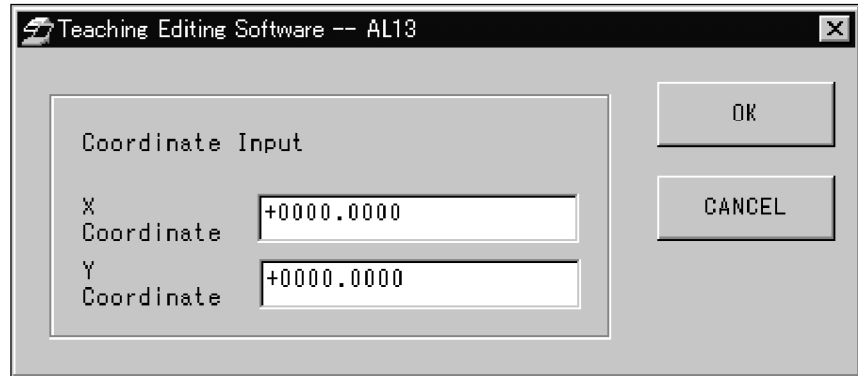 Teaching Editing Software -- AL13
Coordinate Input
X
Coordinate
+0000.0000
Y
Coordinate
+0000.0000
OK
CANCEL